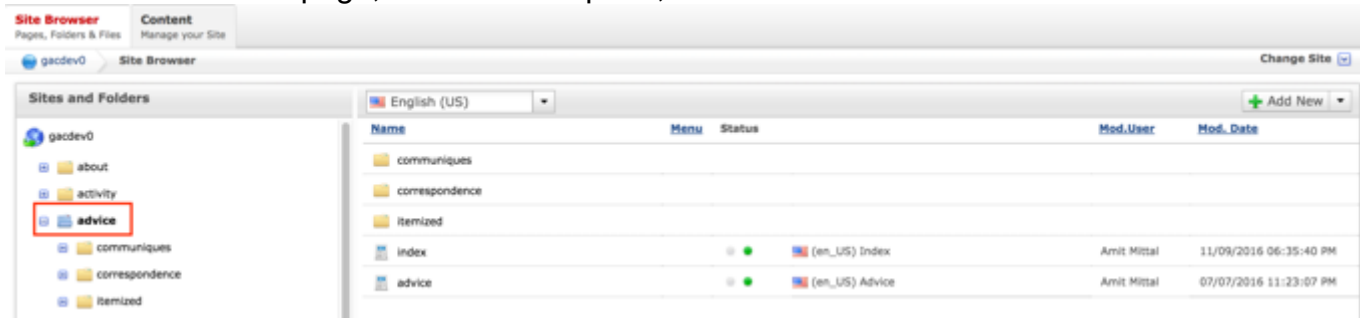 Site Browser
Pages, Folders & Files
Content
Manage your Site
gacdev0
Site Browser
Change Site
Sites and Folders
gacdev0
about
activity
advice
communiques
correspondence
itemized
English (US)
Add New
Name Menu Status Mod.User Mod. Date
communiques
correspondence
itemized
index (en_US) Index Amit Mittal 11/09/2016 06:35:40 PM
advice (en_US) Advice Amit Mittal 07/07/2016 11:23:07 PM